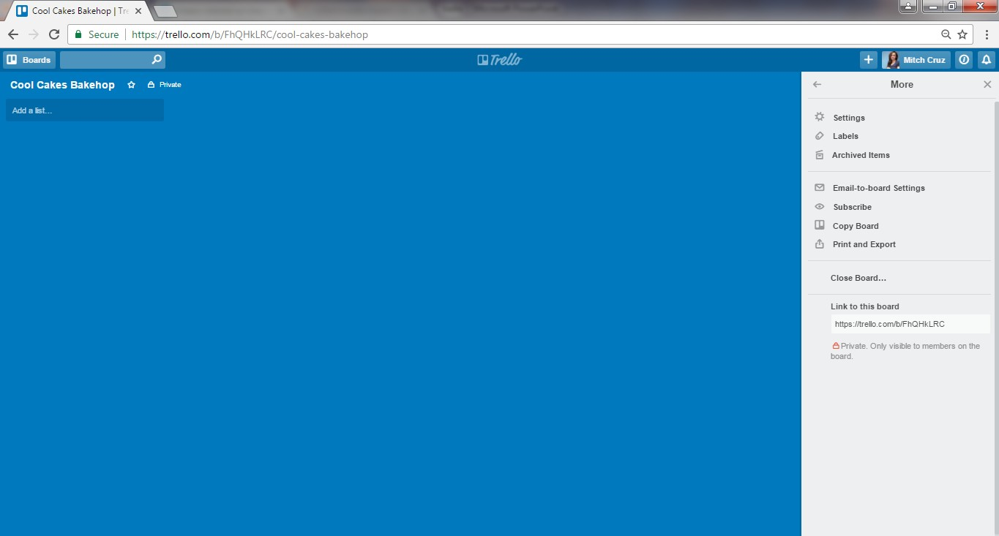 Cool Cakes Bakehop | Tre
Secure https://trello.com/b/FhQHkLRC/cool-cakes-bakehop
Boards Trello Mitch Cruz
Cool Cakes Bakehop Private
Add a list...
More
Settings
Labels
Archived Items
Email-to-board Settings
Subscribe
Copy Board
Print and Export
Close Board...
Link to this board
https://trello.com/b/FhQHkLRC
Private. Only visible to members on the
board.